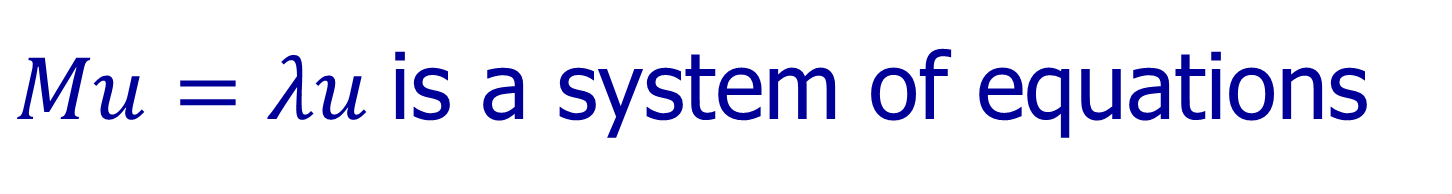 𝑀𝑢 = 𝜆𝑢 is a system of equations